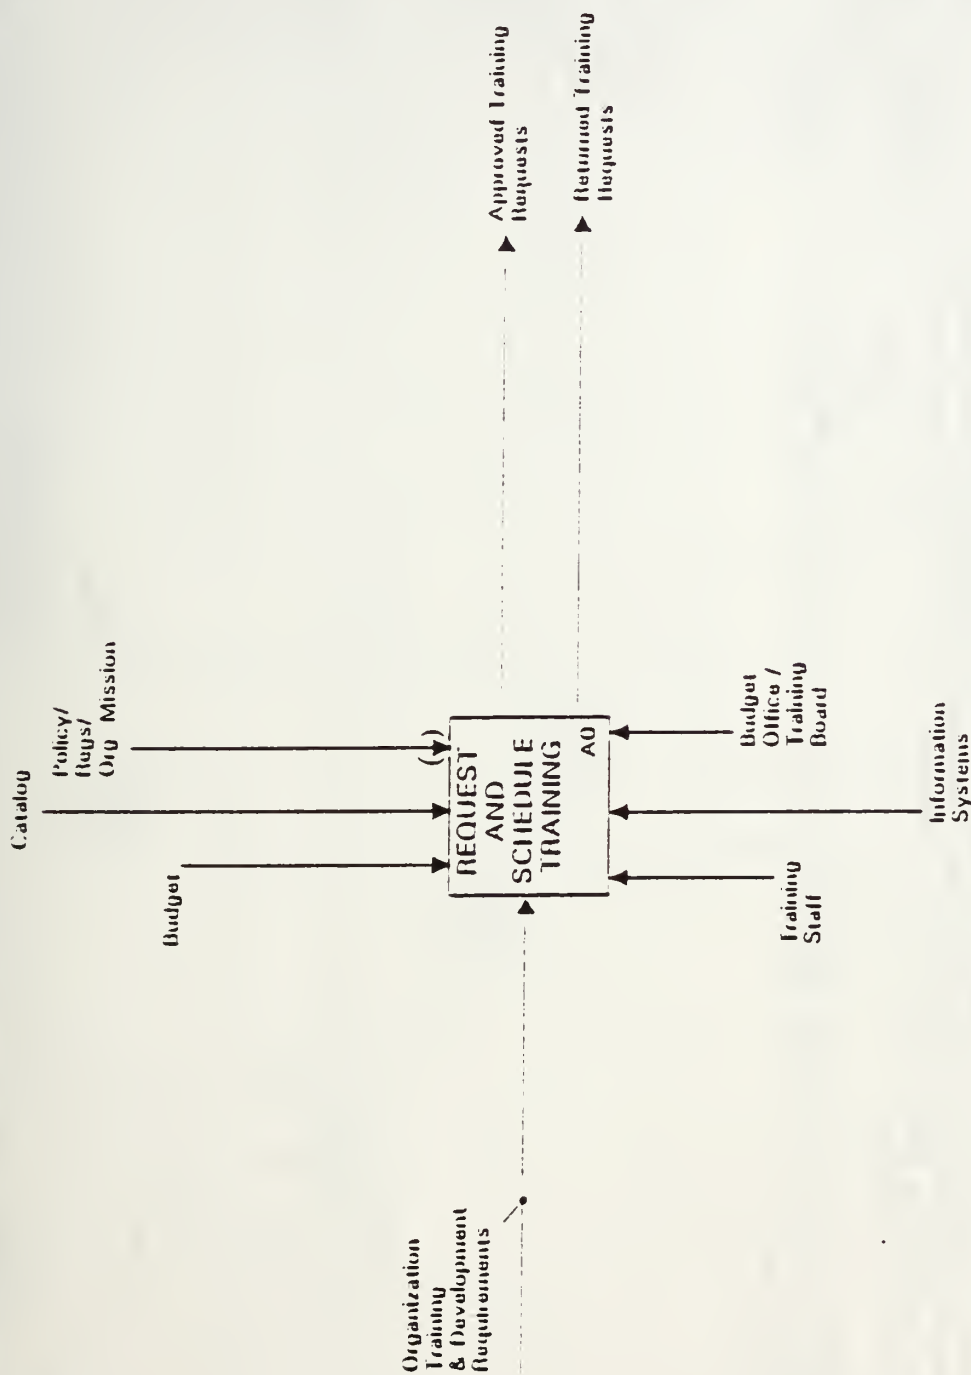 Catalog
Policy/
Regs/
Org Mission
Budget
Organization
Training
& Development
Requirements
REQUEST
AND
SCHEDULE
TRAINING
A0
( )
Approved Training
Requests
Returned Training
Requests
Budget
Office /
Training
Board
Training
Staff
Information
Systems